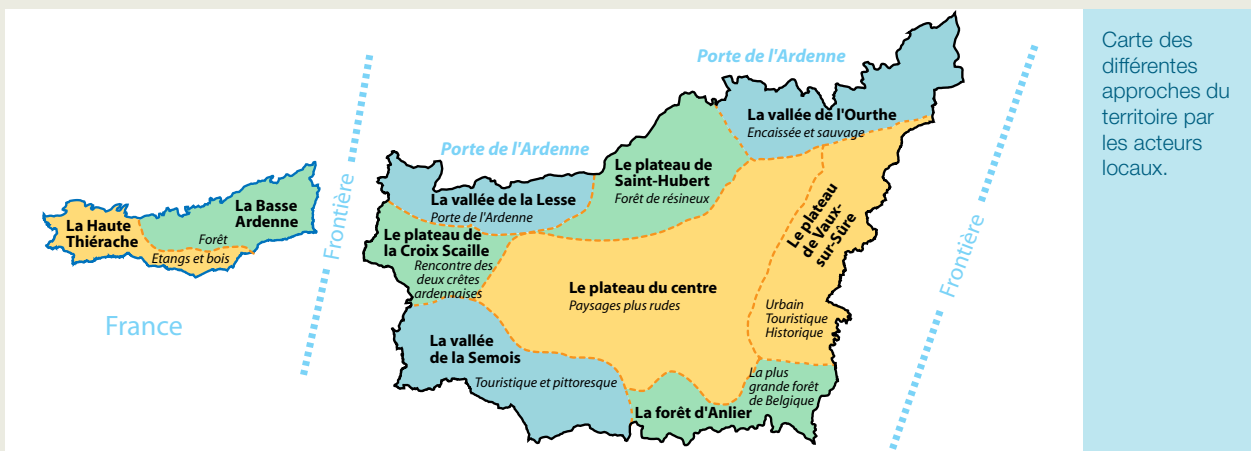 Porte de l'Ardenne
La vallée de l'Ourthe
Encaissée et sauvage
Porte de l'Ardenne
Le plateau de
Saint-Hubert
Forêt de résineux
La vallée de la Lesse
Porte de l'Ardenne
La Basse
Ardenne
La Haute
Thiérache
Forêt
Etangs et bois
Frontière
Le plateau de
la Croix Scaille
Rencontre des
deux crêtes
ardennaises
Le plateau
de Vaux-
sur-Sûre
Le plateau du centre
Paysages plus rudes
Urbain
Touristique
Historique
Frontière
France
La vallée
de la Semois
Touristique et pittoresque
La plus
grande forêt
de Belgique
La forêt d'Anlier
Carte des
différentes
approches du
territoire par
les acteurs
locaux.